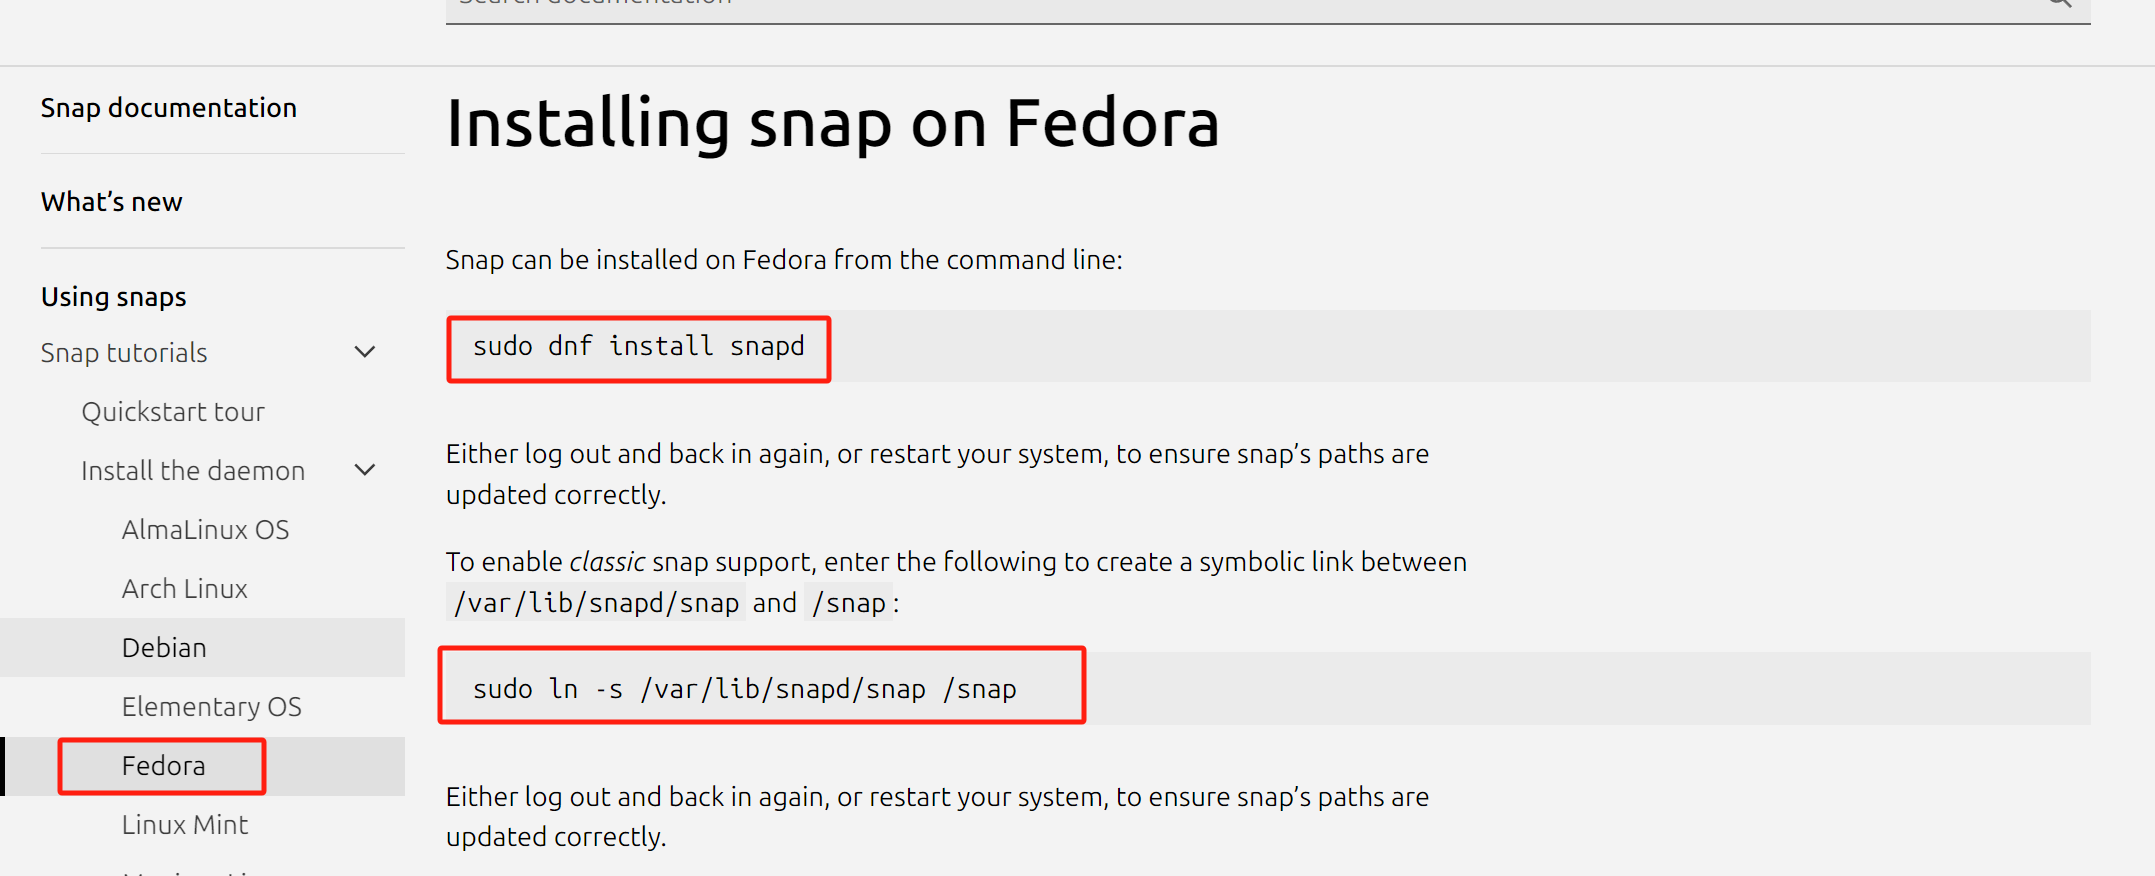 Search documentation
Snap documentation
What’s new
Using snaps
Snap tutorials
Quickstart tour
Install the daemon
AlmaLinux OS
Arch Linux
Debian
Elementary OS
Fedora
Linux Mint
Installing snap on Fedora
Snap can be installed on Fedora from the command line:
sudo dnf install snapd
Either log out and back in again, or restart your system, to ensure snap’s paths are
updated correctly.
To enable classic snap support, enter the following to create a symbolic link between
/var/lib/snapd/snap and /snap:
sudo ln -s /var/lib/snapd/snap /snap
Either log out and back in again, or restart your system, to ensure snap’s paths are
updated correctly.